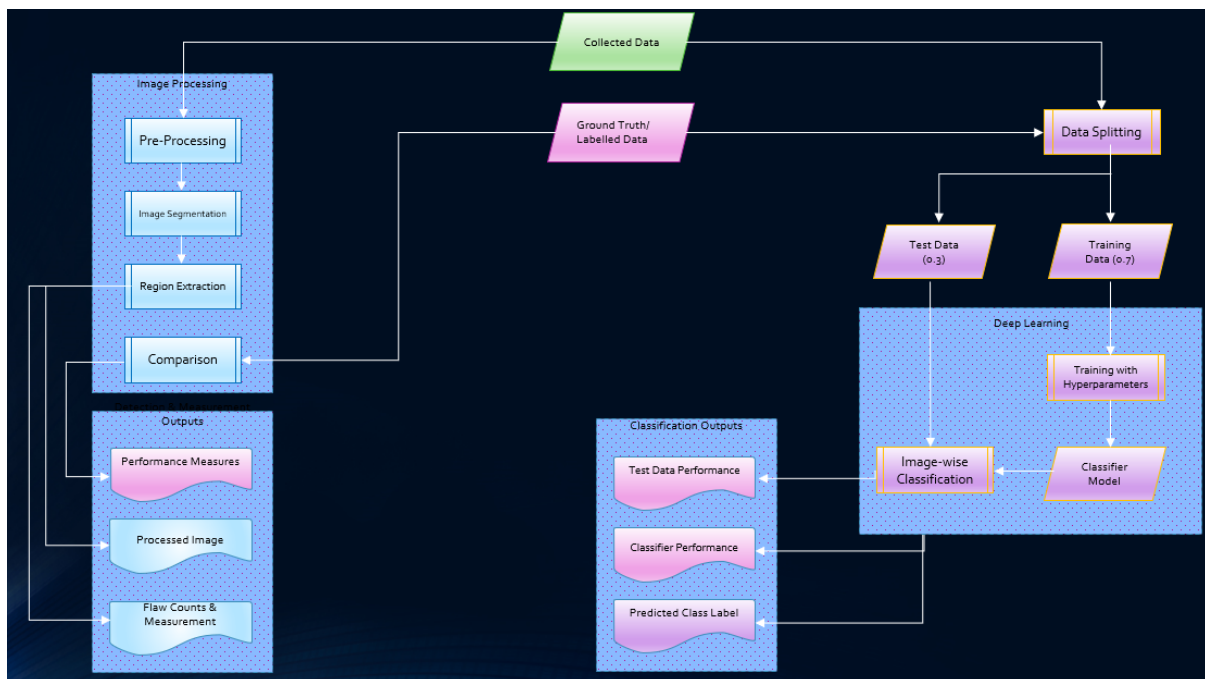 Collected Data
Image Processing
Ground Truth/
Labelled Data
Pre-Processing
Data Splitting
Image Segmentation
Test Data
(0.3)
Training
Data (0.7)
Region Extraction
Deep Learning
Comparison
Training with
Hyperparameters
Outputs
Classification Outputs
Performance Measures
Test Data Performance
Image-wise
Classification
Classifier
Model
Processed Image
Classifier Performance
Flaw Counts &
Measurement
Predicted Class Label